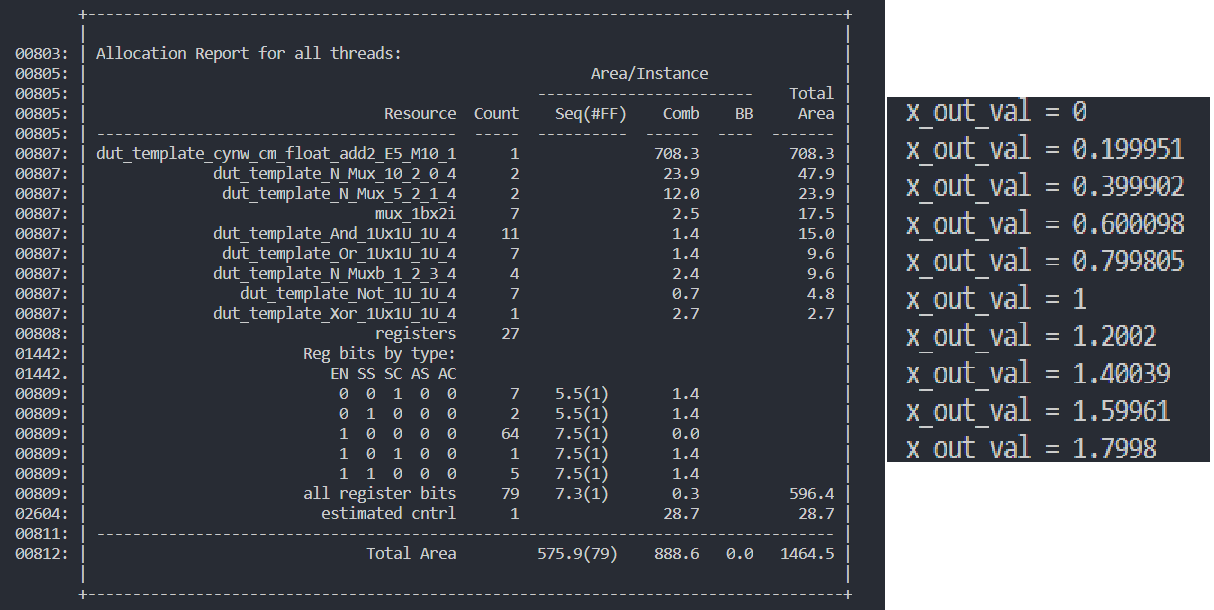 00803: | Allocation Report for all threads:
00805: | Area/Instance |
00805: | ------------------------ Total |
00805: | Resource Count Seq(#FF) Comb BB Area |
00805: | ---------------------------------------- ----- -------- ------ ---- ------- |
00807: | dut_template_cynw_cm_float_add2_E5_M10_1 1 708.3 708.3 |
00807: | dut_template_N_Mux_10_2_0_4 2 23.9 47.9 |
00807: | dut_template_N_Mux_5_2_1_4 2 12.0 23.9 |
00807: | mux_1bx2i 7 2.5 17.5 |
00807: | dut_template_And_1Ux1U_1U_4 11 1.4 15.0 |
00807: | dut_template_Or_1Ux1U_1U_4 7 1.4 9.6 |
00807: | dut_template_N_Muxb_1_2_3_4 4 2.4 9.6 |
00807: | dut_template_Not_1U_1U_4 7 0.7 4.8 |
00807: | dut_template_Xor_1Ux1U_1U_4 1 2.7 2.7 |
00808: | registers 27 |
01442: | Reg bits by type: |
01442. | EN SS SC AS AC |
00809: | 0 0 1 0 0 7 5.5(1) 1.4 |
00809: | 0 1 0 0 0 2 5.5(1) 1.4 |
00809: | 1 0 0 0 0 64 7.5(1) 0.0 |
00809: | 1 0 1 0 0 1 7.5(1) 1.4 |
00809: | 1 1 0 0 0 5 7.5(1) 1.4 |
00809: | all register bits 79 7.3(1) 0.3 596.4 |
02604: | estimated cntrl 1 28.7 28.7 |
00811: | ---------------------------------------------------------------------------------- |
00812: | Total Area 575.9(79) 888.6 0.0 1464.5 |
x_out_val = 0
x_out_val = 0.199951
x_out_val = 0.399902
x_out_val = 0.600098
x_out_val = 0.799805
x_out_val = 1
x_out_val = 1.2002
x_out_val = 1.40039
x_out_val = 1.59961
x_out_val = 1.7998